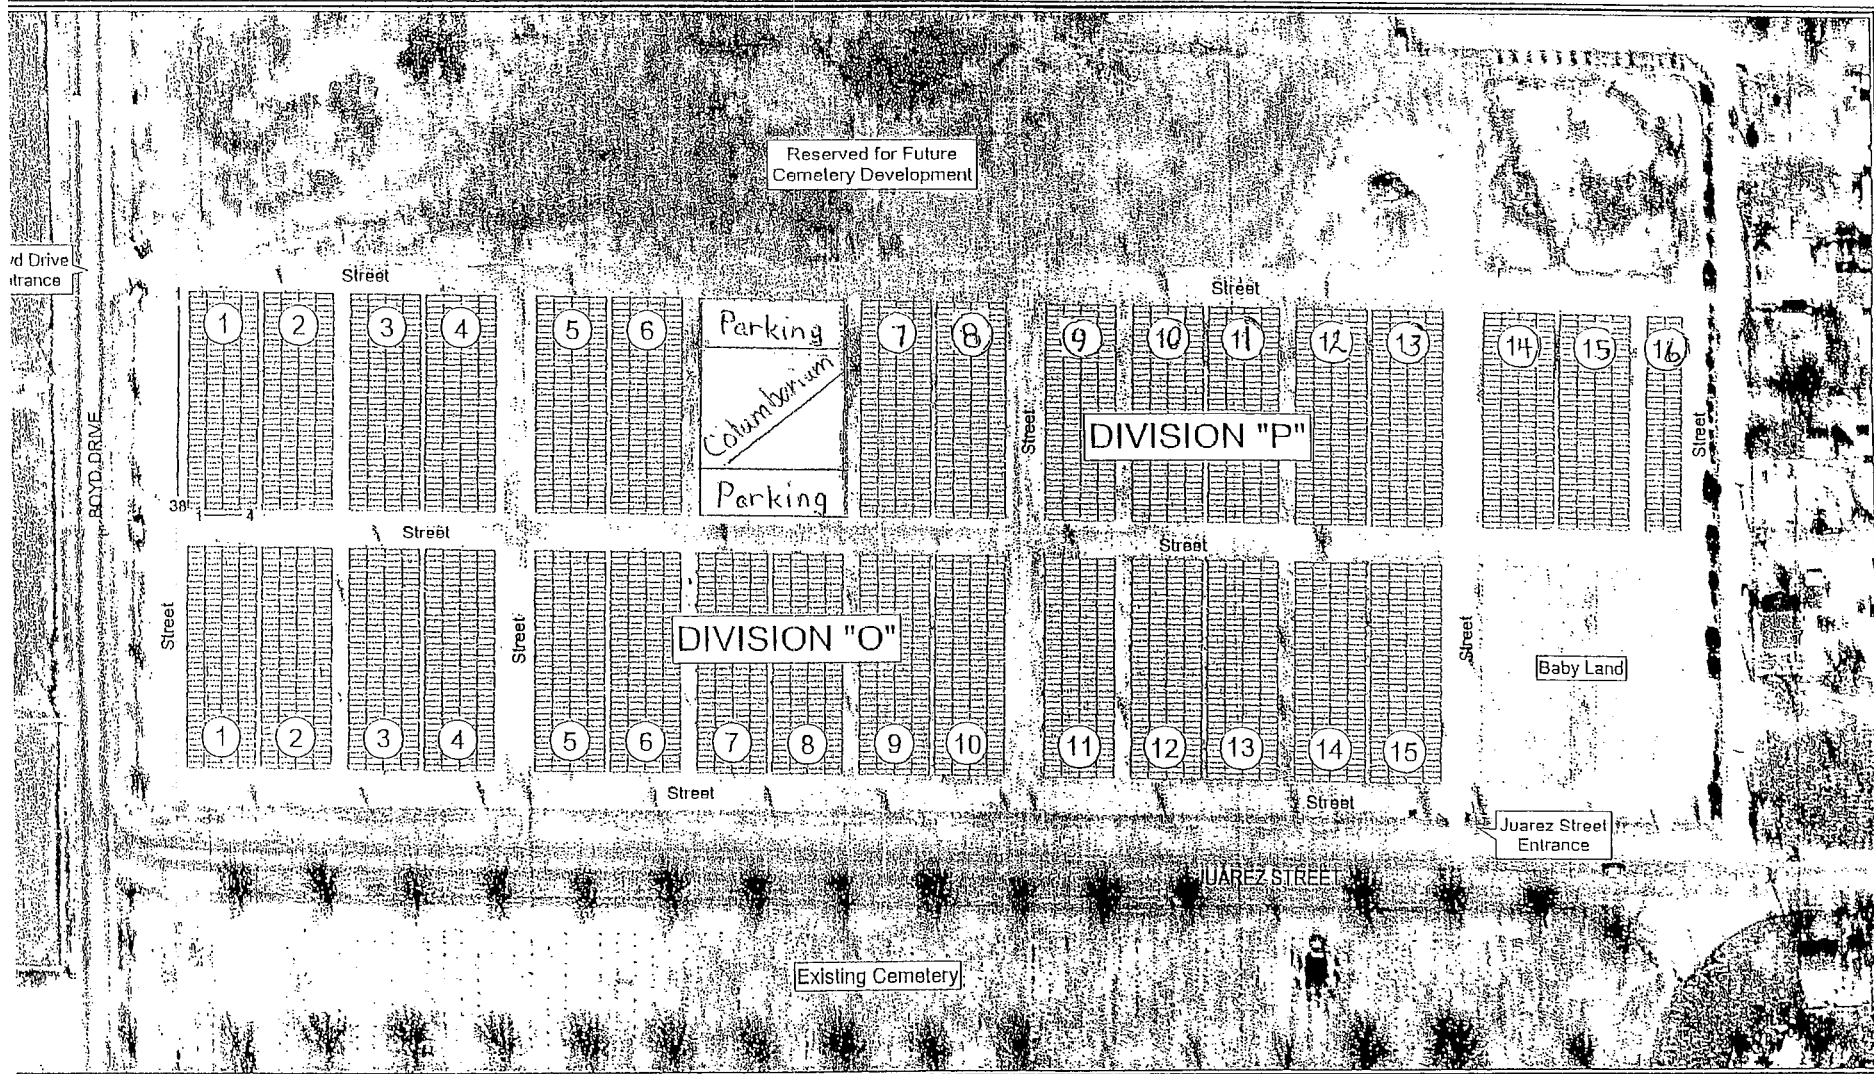 Reserved for Future
Cemetery Development
yd Drive
trance
Street
Street
1
1
2
3
4
5
6
Parking
7
8
9
10
11
12
13
14
15
16
Columbarium
Parking
DIVISION "P"
Street
Street
BOYD DRIVE
38
1 4
Street
Street
Street
Street
Street
DIVISION "O"
Baby Land
1
2
3
4
5
6
7
8
9
10
11
12
13
14
15
Street
Street
Juarez Street
Entrance
JUAREZ STREET
Existing Cemetery